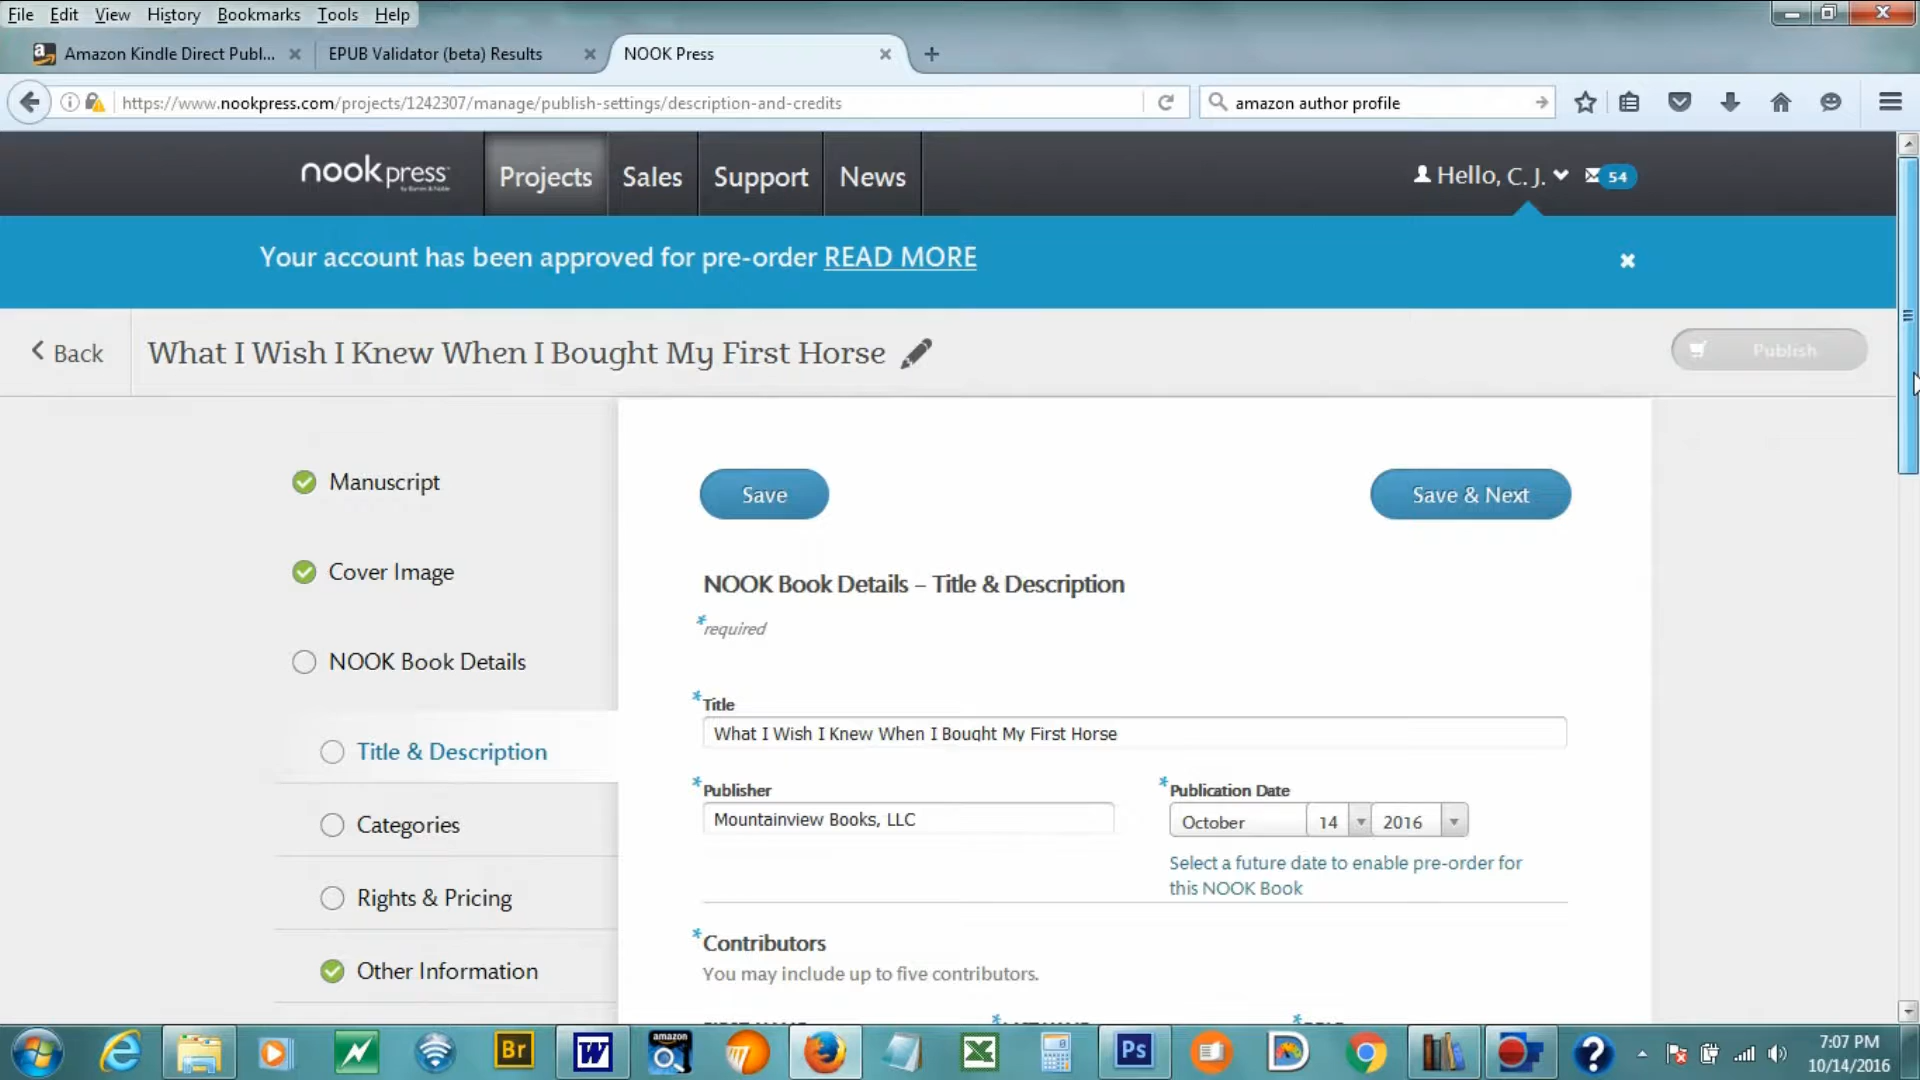 File Edit View History Bookmarks Tools Help
Amazon Kindle Direct Publ...
EPUB Validator (beta) Results
NOOK Press
https://www.nookpress.com/projects/1242307/manage/publish-settings/description-and-credits
amazon author profile
nook press
Projects
Sales
Support
News
Hello, C. J.
54
Your account has been approved for pre-order READ MORE
Back
What I Wish I Knew When I Bought My First Horse
Publish
Manuscript
Cover Image
NOOK Book Details
Title & Description
Categories
Rights & Pricing
Other Information
Save
Save & Next
NOOK Book Details – Title & Description
*required
*Title
What I Wish I Knew When I Bought My First Horse
*Publisher
Mountainview Books, LLC
*Publication Date
October 14 2016
Select a future date to enable pre-order for
this NOOK Book
*Contributors
You may include up to five contributors.
Br
W
amazon
Ps
7:07 PM
10/14/2016